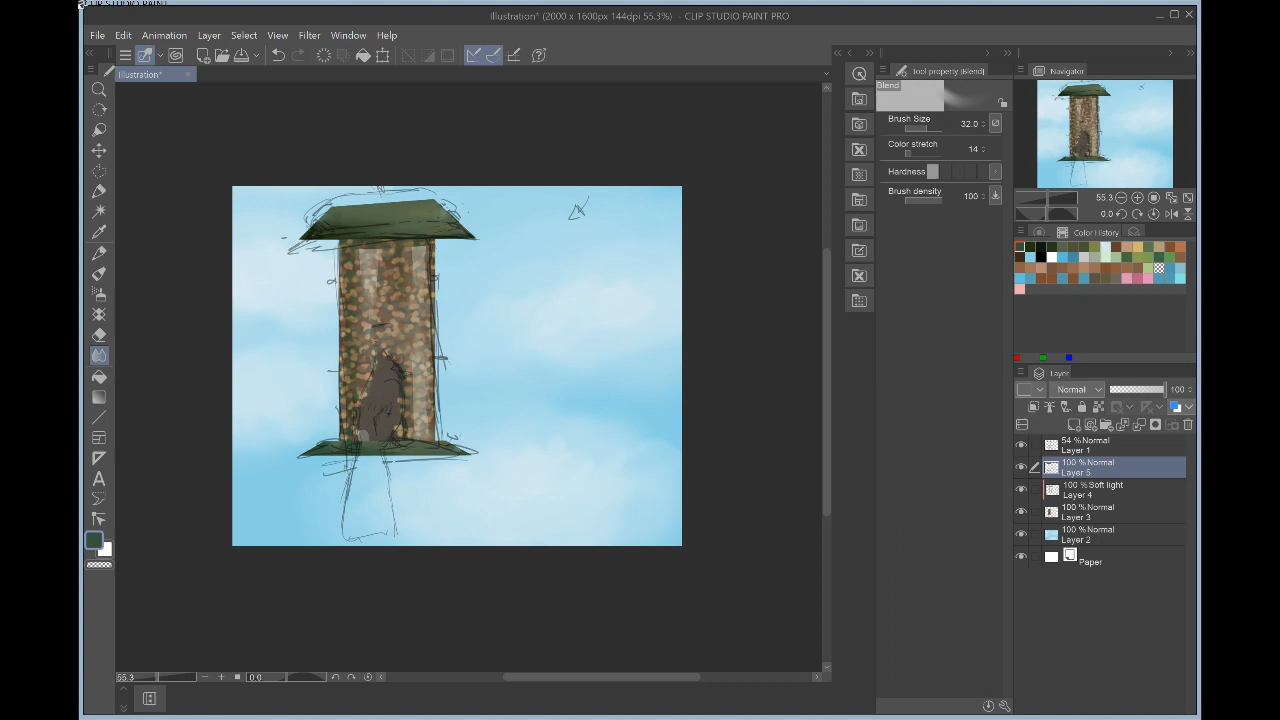 CLIP STUDIO PAINT
Illustration* (2000 x 1600px 144dpi 55.3%) - CLIP STUDIO PAINT PRO
File Edit Animation Layer Select View Filter Window Help
Illustration*
Tool property [Blend]
Navigator
Blend
Brush Size 32.0
Color stretch 14
Hardness
Brush density 100
55.3
0.0
Color History
Layer
Normal 100
54 % Normal
Layer 1
100 % Normal
Layer 5
100 % Soft light
Layer 4
100 % Normal
Layer 3
100 % Normal
Layer 2
Paper
A
55.3 0.0